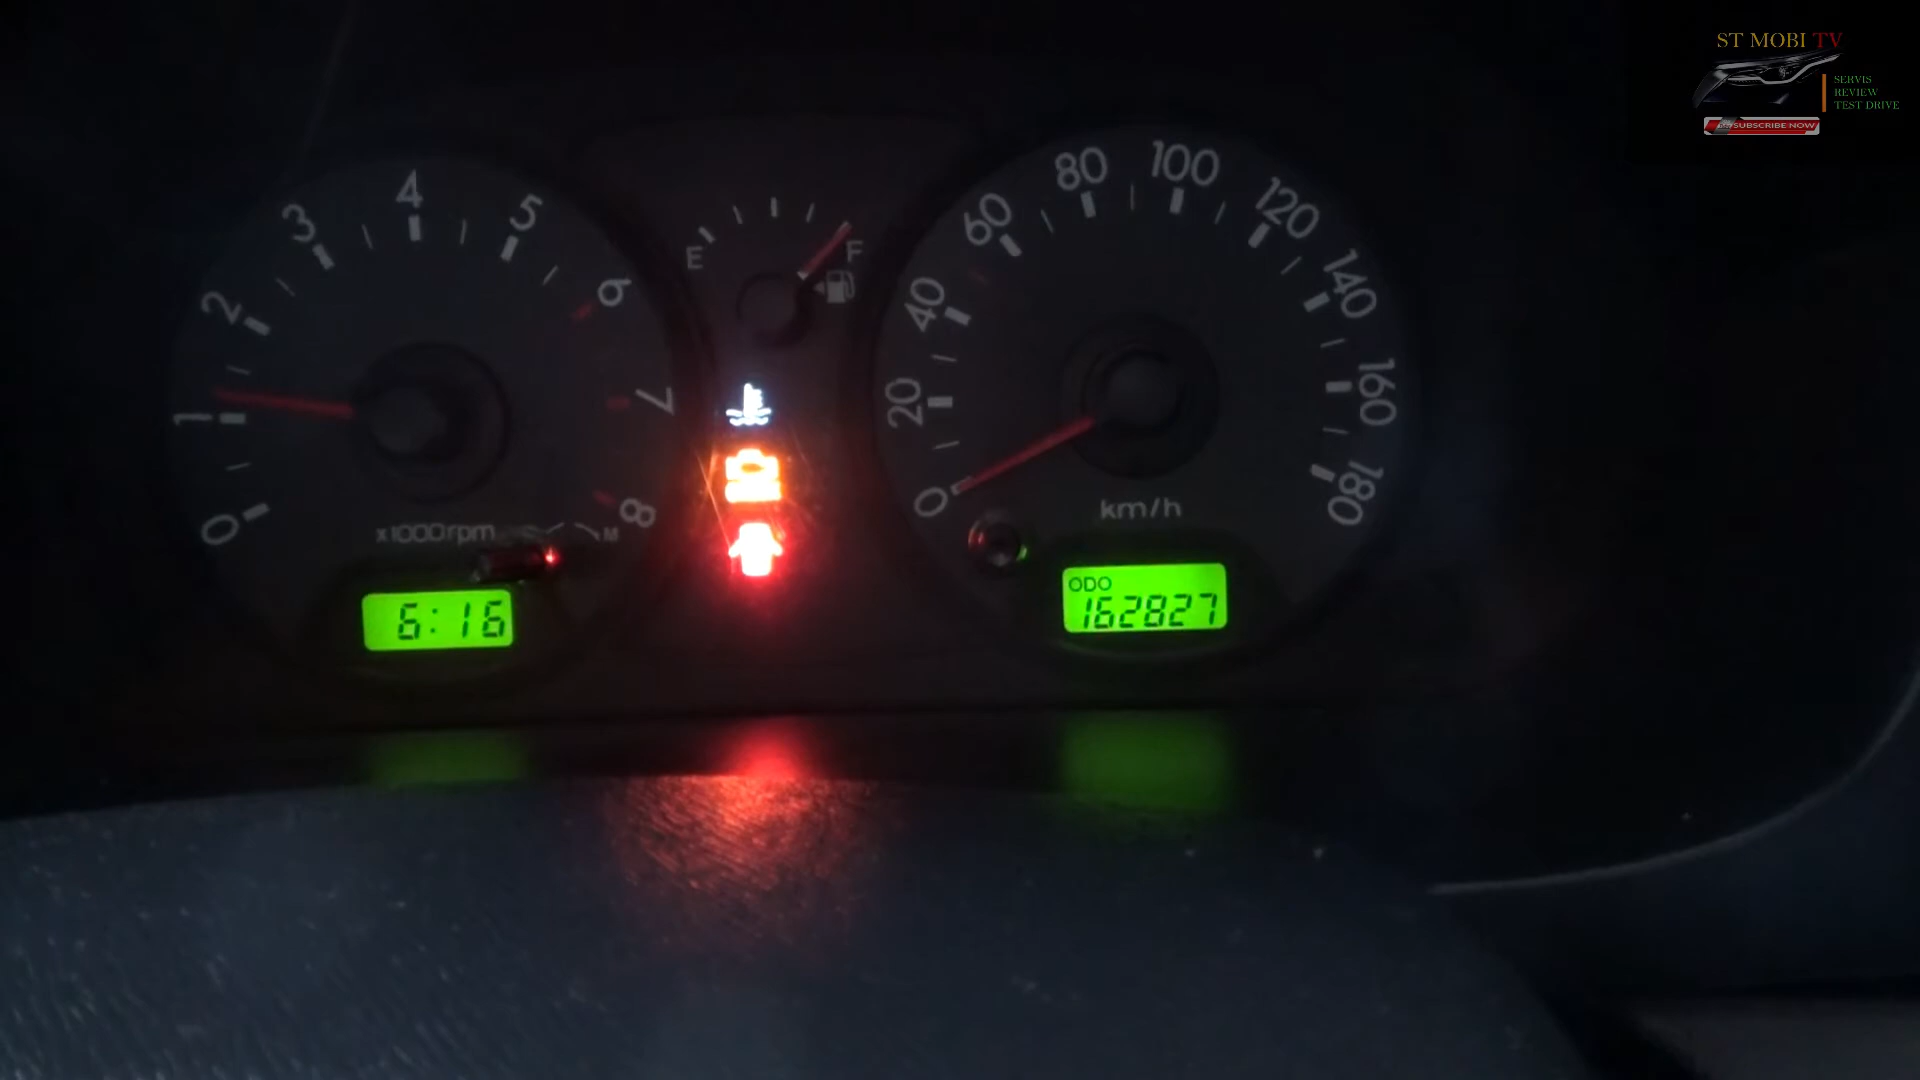 ST MOBI TV
SERVIS
REVIEW
TEST DRIVE
SUBSCRIBE NOW
0 1 2 3 4 5 6 7 8
x1000rpm
M
6:16
E F
0 20 40 60 80 100 120 140 160 180
km/h
ODO
162827